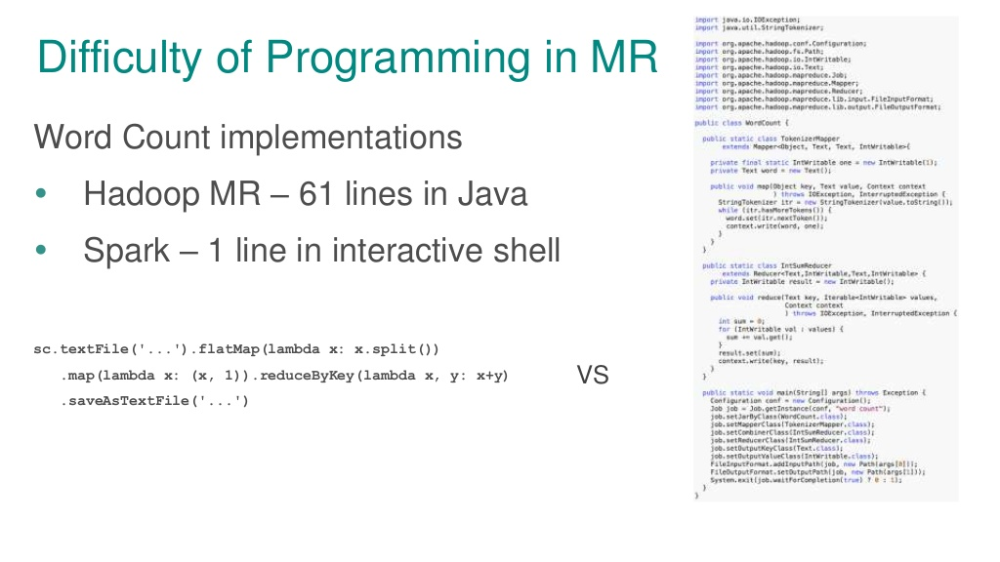 Difficulty of Programming in MR
Word Count implementations
• Hadoop MR – 61 lines in Java
• Spark – 1 line in interactive shell
sc.textFile('...').flatMap(lambda x: x.split())
.map(lambda x: (x, 1)).reduceByKey(lambda x, y: x+y)
.saveAsTextFile('...')
VS
import java.io.IOException;
import java.util.StringTokenizer;
import org.apache.hadoop.conf.Configuration;
import org.apache.hadoop.fs.Path;
import org.apache.hadoop.io.IntWritable;
import org.apache.hadoop.io.Text;
import org.apache.hadoop.mapreduce.Job;
import org.apache.hadoop.mapreduce.Mapper;
import org.apache.hadoop.mapreduce.Reducer;
import org.apache.hadoop.mapreduce.lib.input.FileInputFormat;
import org.apache.hadoop.mapreduce.lib.output.FileOutputFormat;
public class WordCount {
public static class TokenizerMapper
extends Mapper<Object, Text, Text, IntWritable>{
private final static IntWritable one = new IntWritable(1);
private Text word = new Text();
public void map(Object key, Text value, Context context
) throws IOException, InterruptedException {
StringTokenizer itr = new StringTokenizer(value.toString());
while (itr.hasMoreTokens()) {
word.set(itr.nextToken());
context.write(word, one);
}
}
}
public static class IntSumReducer
extends Reducer<Text,IntWritable,Text,IntWritable> {
private IntWritable result = new IntWritable();
public void reduce(Text key, Iterable<IntWritable> values,
Context context
) throws IOException, InterruptedException {
int sum = 0;
for (IntWritable val : values) {
sum += val.get();
}
result.set(sum);
context.write(key, result);
}
}
public static void main(String[] args) throws Exception {
Configuration conf = new Configuration();
Job job = Job.getInstance(conf, "word count");
job.setJarByClass(WordCount.class);
job.setMapperClass(TokenizerMapper.class);
job.setCombinerClass(IntSumReducer.class);
job.setReducerClass(IntSumReducer.class);
job.setOutputKeyClass(Text.class);
job.setOutputValueClass(IntWritable.class);
FileInputFormat.addInputPath(job, new Path(args[0]));
FileOutputFormat.setOutputPath(job, new Path(args[1]));
System.exit(job.waitForCompletion(true) ? 0 : 1);
}
}